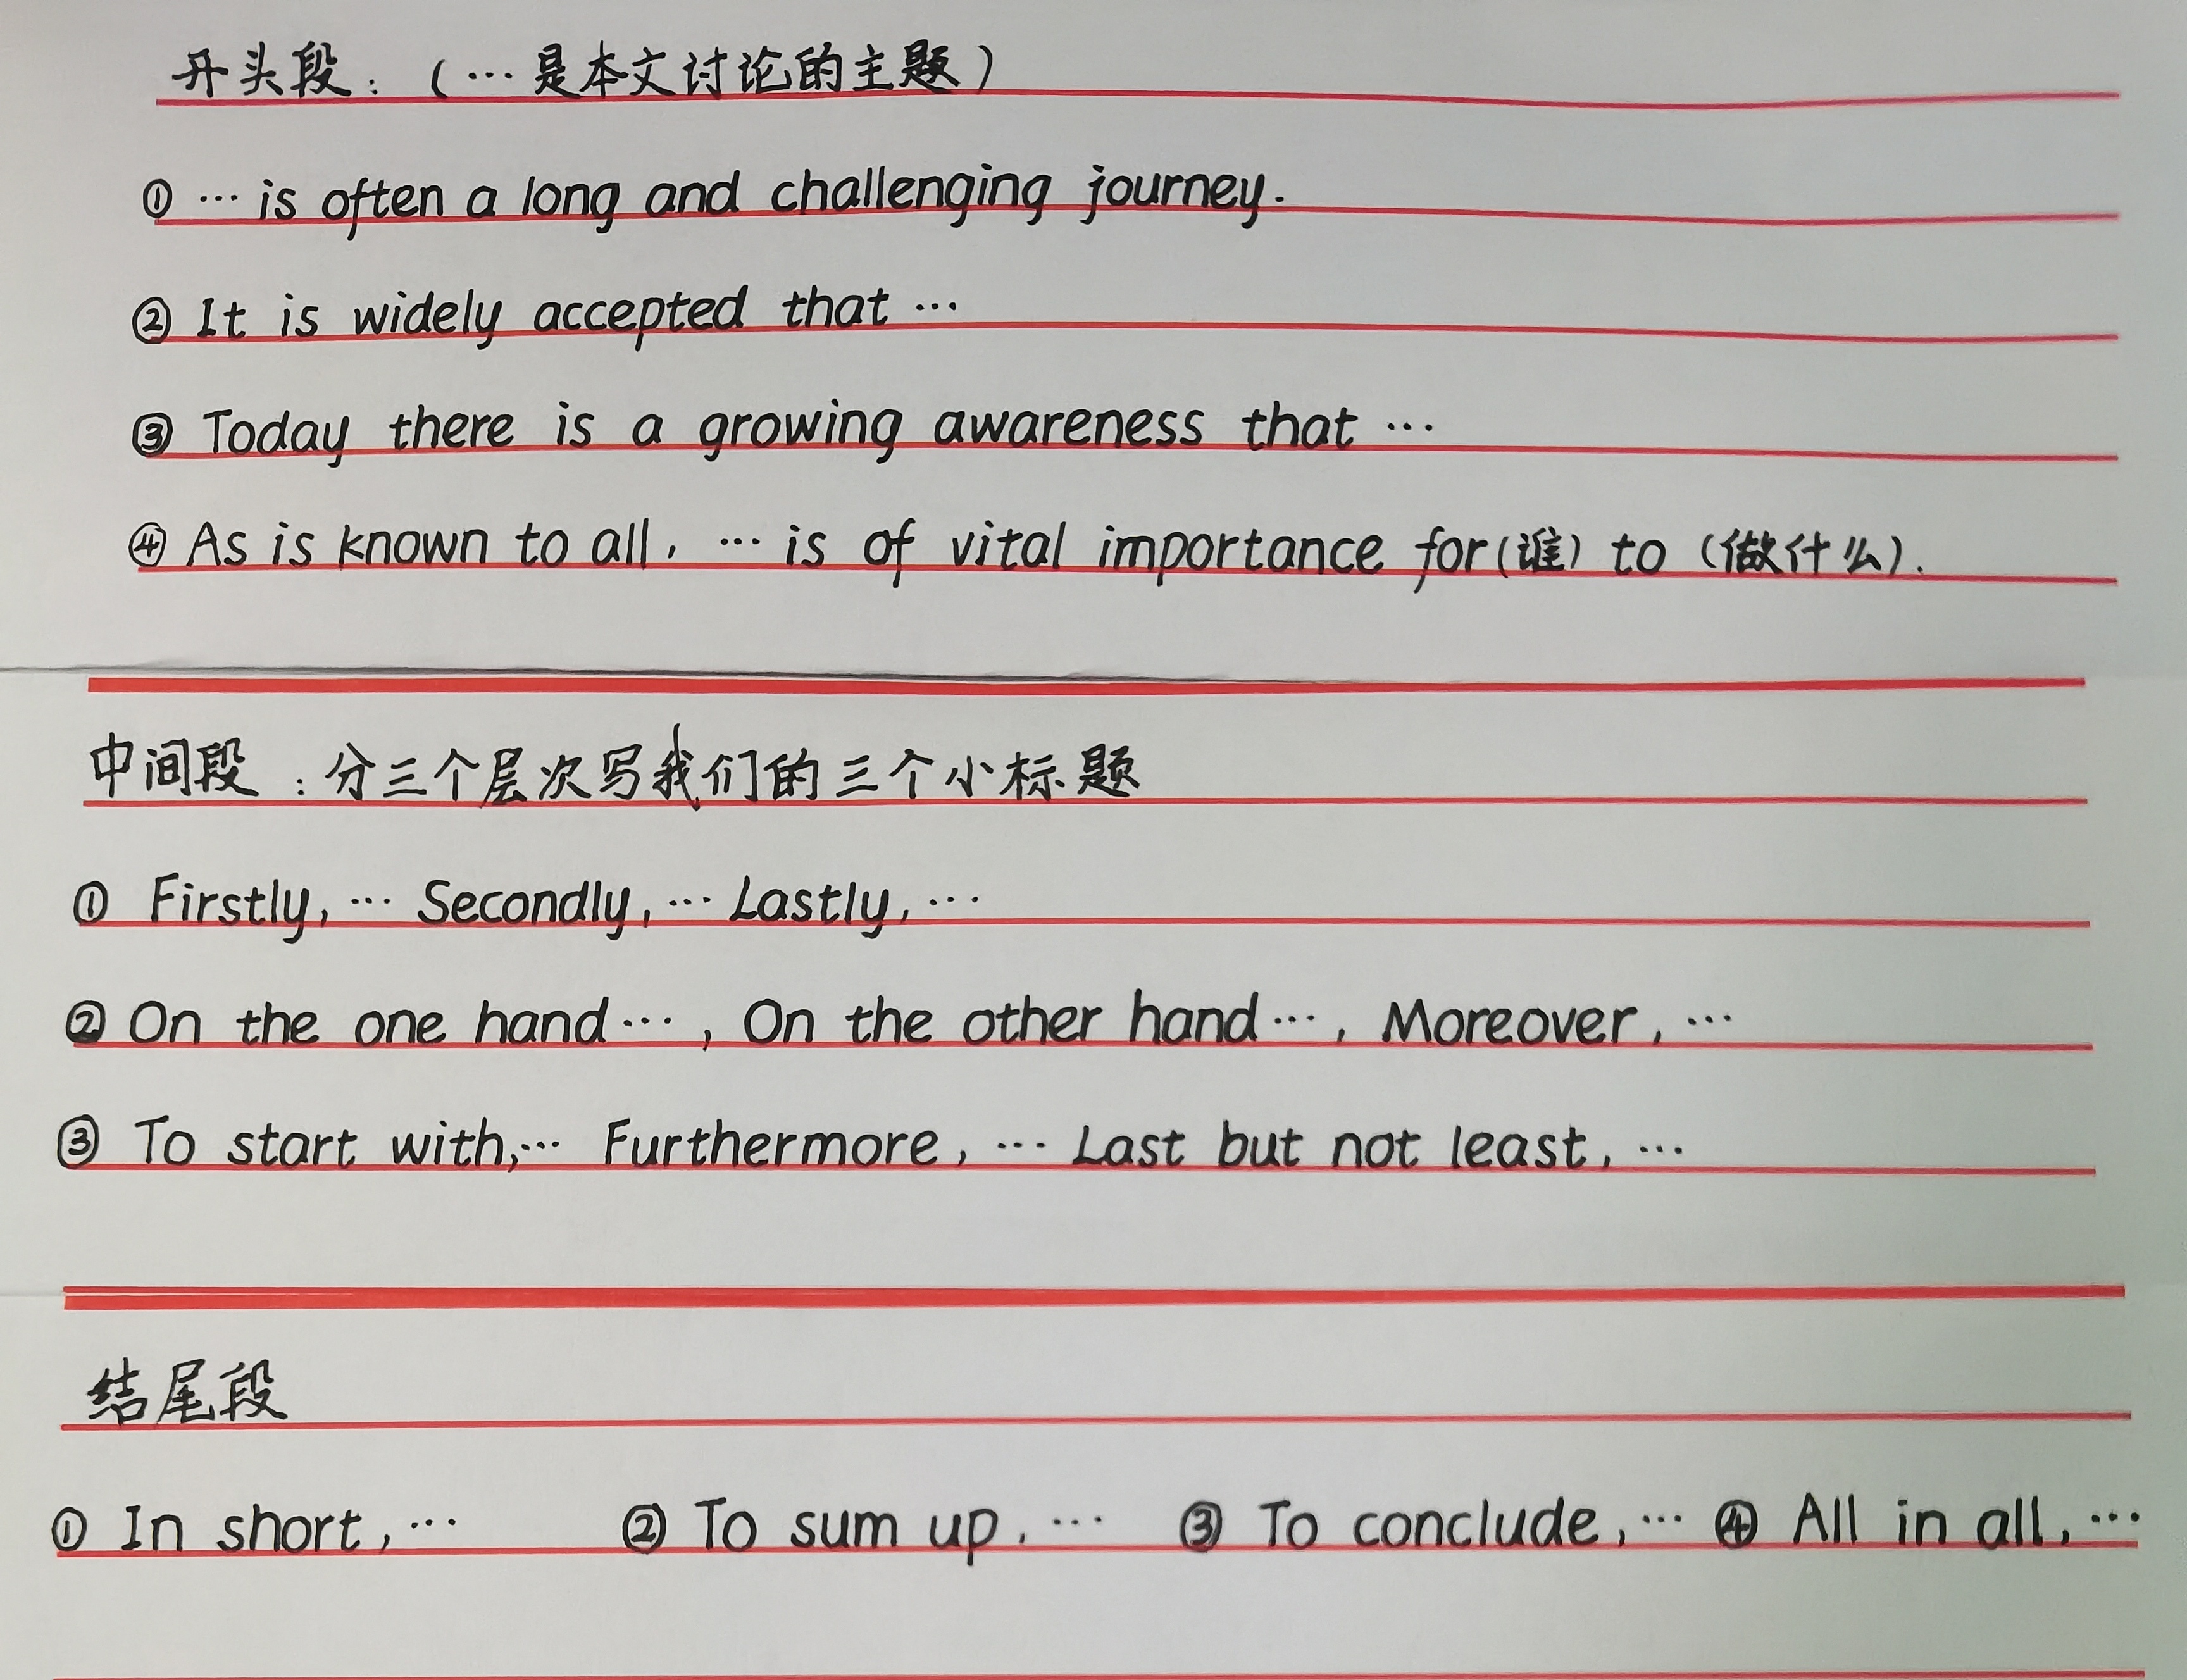 开头段：（…是本文讨论的主题）
① … is often a long and challenging journey.
② It is widely accepted that …
③ Today there is a growing awareness that …
④ As is known to all, … is of vital importance for（谁）to（做什么）.
中间段：分三个层次写我们的三个小标题
① Firstly, … Secondly, … Lastly, …
② On the one hand …, On the other hand …, Moreover, …
③ To start with, … Furthermore, … Last but not least, …
结尾段
① In short, … ② To sum up, … ③ To conclude, … ④ All in all, …